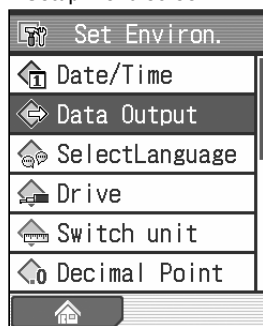 Set Environ.
Date/Time
Data Output
SelectLanguage
Drive
Switch unit
Decimal Point